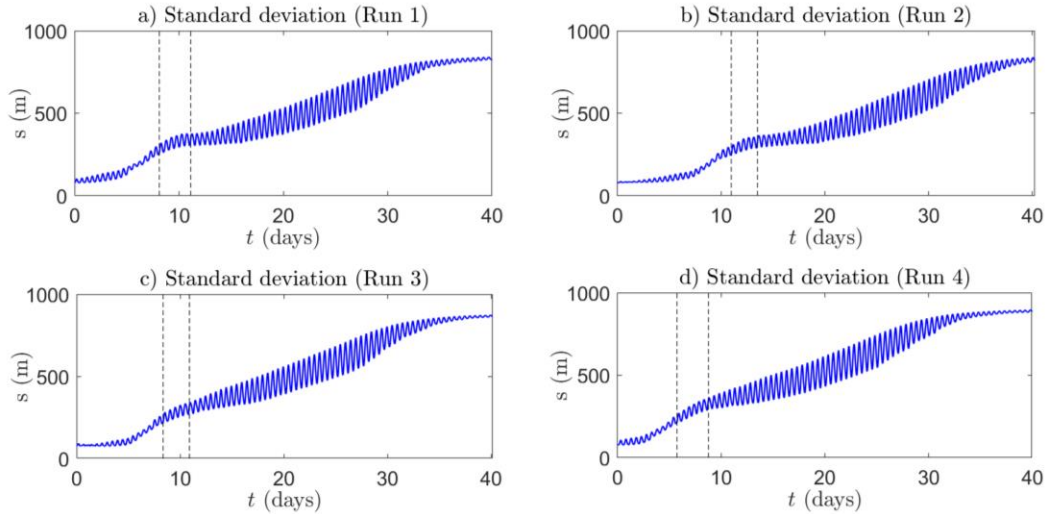 a) Standard deviation (Run 1)
1000
500
0
s (m)
0 10 20 30 40
t (days)
b) Standard deviation (Run 2)
1000
500
0
s (m)
0 10 20 30 40
t (days)
c) Standard deviation (Run 3)
1000
500
0
s (m)
0 10 20 30 40
t (days)
d) Standard deviation (Run 4)
1000
500
0
s (m)
0 10 20 30 40
t (days)